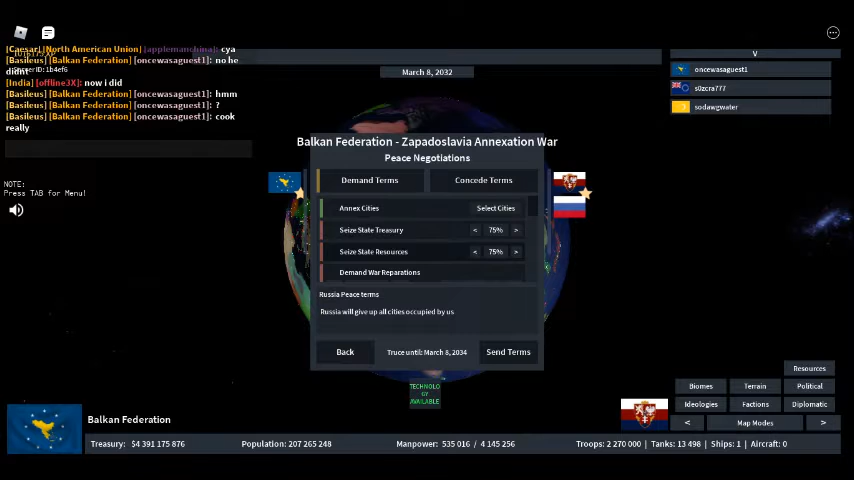 [Caesar] [North American Union] [applemanchina]: cya
[Basileus] [Balkan Federation] [oncewasaguest1]: no he
didnt
[India] [offline3X]: now i did
[Basileus] [Balkan Federation] [oncewasaguest1]: hmm
[Basileus] [Balkan Federation] [oncewasaguest1]: ?
[Basileus] [Balkan Federation] [oncewasaguest1]: cook
really
NOTE:
Press TAB for Menu!
March 8, 2032
V
oncewasaguest1
s0zcra777
sodawgwater
Balkan Federation - Zapadoslavia Annexation War
Peace Negotiations
Demand Terms
Concede Terms
Annex Cities
Select Cities
Seize State Treasury
< 75% >
Seize State Resources
< 75% >
Demand War Reparations
Russia Peace terms
Russia will give up all cities occupied by us
Back
Truce until: March 8, 2034
Send Terms
TECHNOLO
GY
AVAILABLE
Resources
Biomes
Terrain
Political
Ideologies
Factions
Diplomatic
<
Map Modes
>
Balkan Federation
Treasury: $4 391 175 876
Population: 207 265 248
Manpower: 535 016 / 4 145 256
Troops: 2 270 000 | Tanks: 13 498 | Ships: 1 | Aircraft: 0